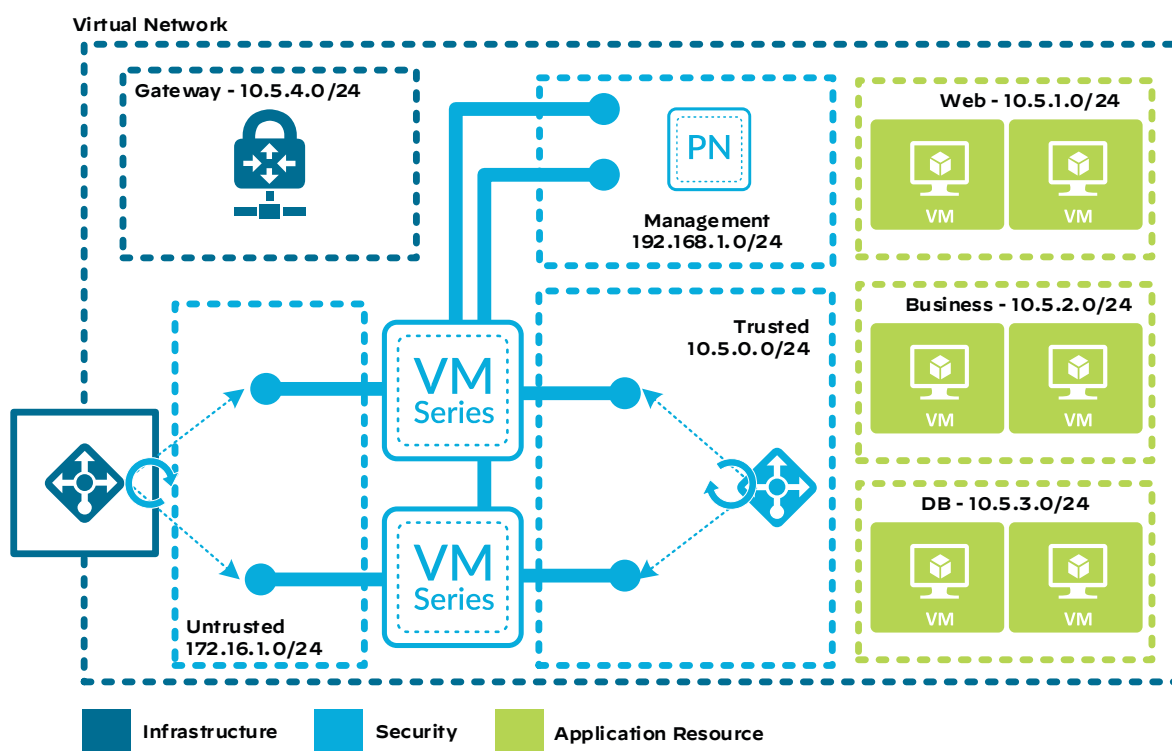 Virtual Network
Gateway - 10.5.4.0/24
PN
Management
192.168.1.0/24
Web - 10.5.1.0/24
VM
VM
Business - 10.5.2.0/24
VM
VM
DB - 10.5.3.0/24
VM
VM
Trusted
10.5.0.0/24
VM
Series
VM
Series
Untrusted
172.16.1.0/24
Infrastructure
Security
Application Resource